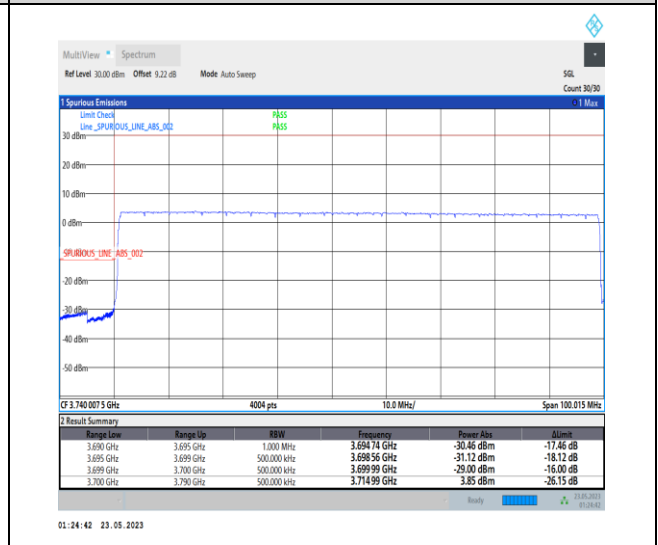 MultiView Spectrum
Ref Level 30.00 dBm Offset 9.22 dB Mode Auto Sweep SGL
Count 30/30
1 Spurious Emissions 1 Max
Limit Check PASS
Line _SPURIOUS_LINE_ABS_002 PASS
30 dBm
20 dBm
10 dBm
0 dBm
_SPURIOUS_LINE_ABS_002
-20 dBm
-30 dBm
-40 dBm
-50 dBm
CF 3.740 007 5 GHz 4004 pts 10.0 MHz/ Span 100.015 MHz
2 Result Summary
Range Low Range Up RBW Frequency Power Abs ΔLimit
3.690 GHz 3.695 GHz 1.000 MHz 3.694 74 GHz -30.46 dBm -17.46 dB
3.695 GHz 3.699 GHz 500.000 kHz 3.698 56 GHz -31.12 dBm -18.12 dB
3.699 GHz 3.700 GHz 500.000 kHz 3.699 99 GHz -29.00 dBm -16.00 dB
3.700 GHz 3.790 GHz 500.000 kHz 3.714 99 GHz 3.85 dBm -26.15 dB
Ready 23.05.2023
01:24:42
01:24:42 23.05.2023